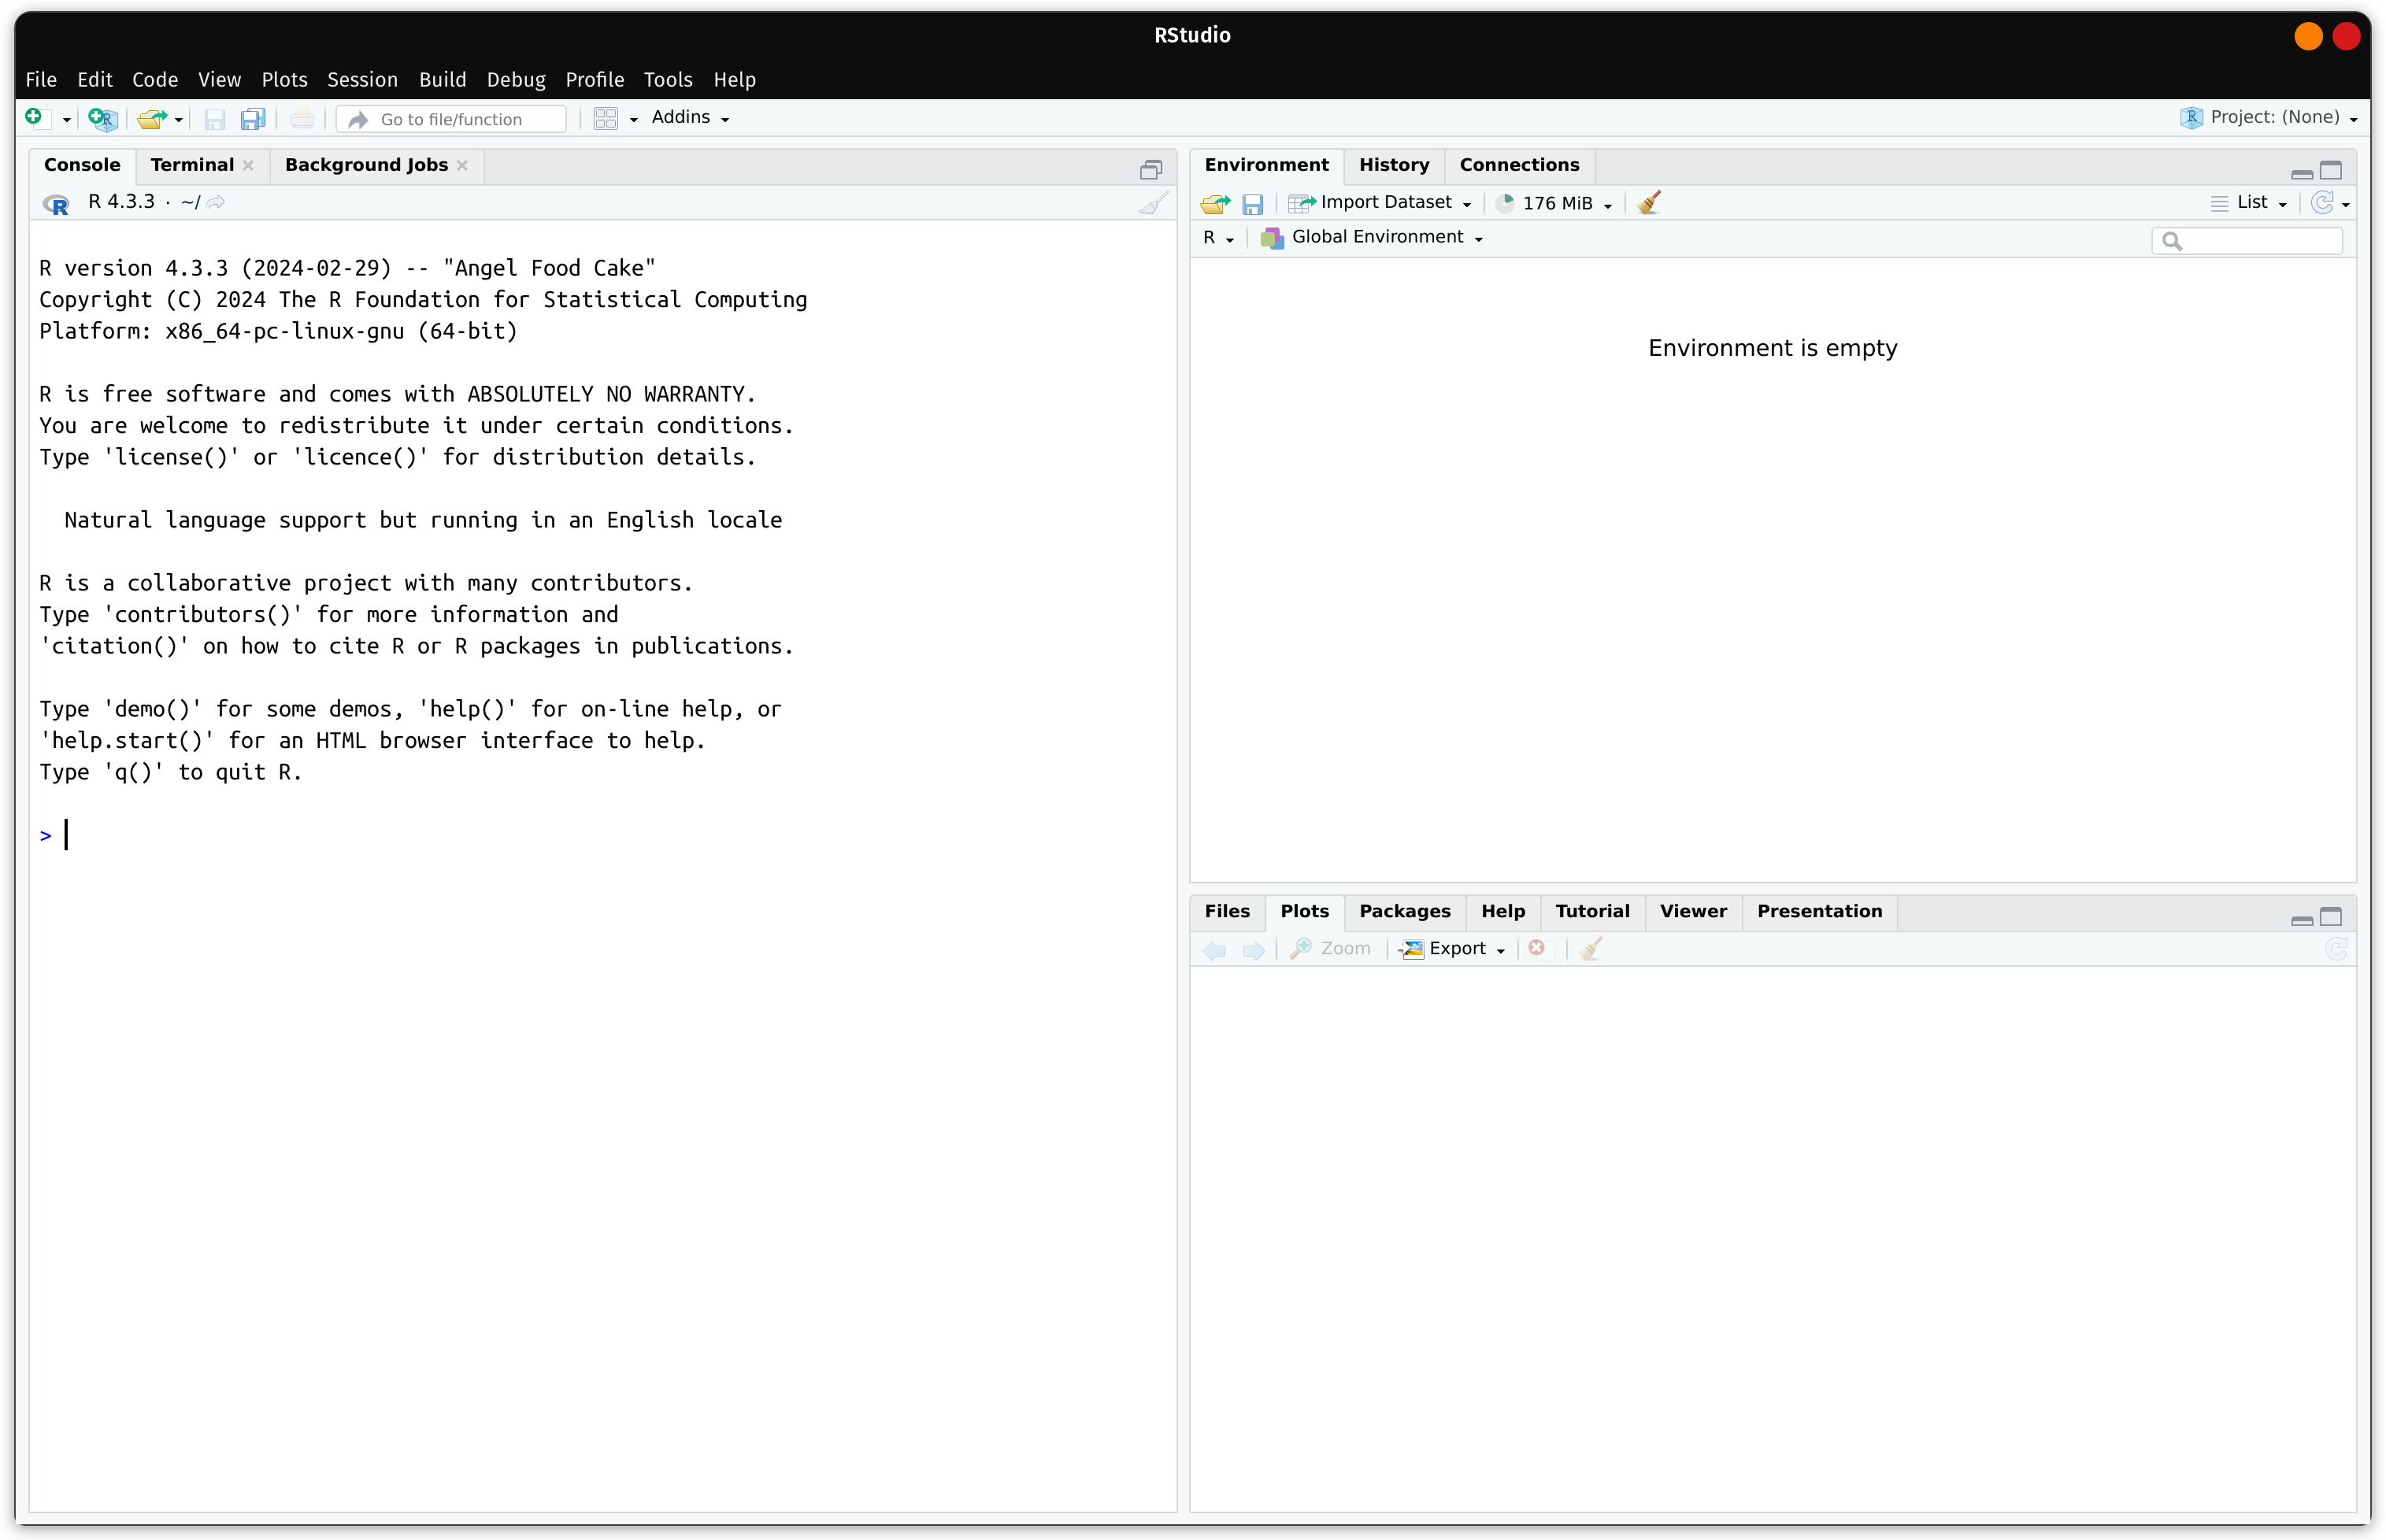 RStudio
File Edit Code View Plots Session Build Debug Profile Tools Help
Go to file/function Addins Project: (None)
Console Terminal Background Jobs
R 4.3.3 · ~/
R version 4.3.3 (2024-02-29) -- "Angel Food Cake"
Copyright (C) 2024 The R Foundation for Statistical Computing
Platform: x86_64-pc-linux-gnu (64-bit)
R is free software and comes with ABSOLUTELY NO WARRANTY.
You are welcome to redistribute it under certain conditions.
Type 'license()' or 'licence()' for distribution details.
Natural language support but running in an English locale
R is a collaborative project with many contributors.
Type 'contributors()' for more information and
'citation()' on how to cite R or R packages in publications.
Type 'demo()' for some demos, 'help()' for on-line help, or
'help.start()' for an HTML browser interface to help.
Type 'q()' to quit R.
>
Environment History Connections
Import Dataset 176 MiB List
R Global Environment
Environment is empty
Files Plots Packages Help Tutorial Viewer Presentation
Zoom Export